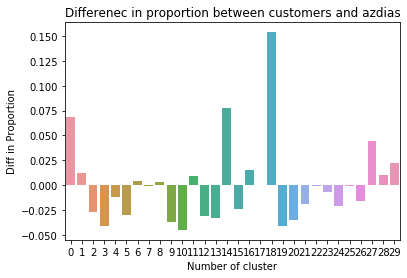 Differenec in proportion between customers and azdias
Diff in Proportion
0.150
0.125
0.100
0.075
0.050
0.025
0.000
−0.025
−0.050
0 1 2 3 4 5 6 7 8 9 10 11 12 13 14 15 16 17 18 19 20 21 22 23 24 25 26 27 28 29
Number of cluster